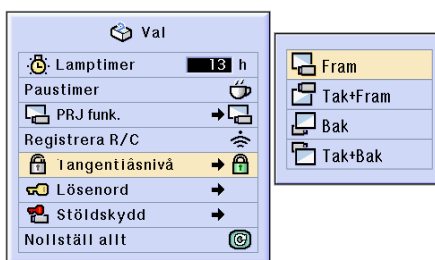 Val
Lamptimer 13 h
Paustimer
PRJ funk.
Registrera R/C
Tangentlåsnivå
Lösenord
Stöldskydd
Nollställ allt
Fram
Tak+Fram
Bak
Tak+Bak